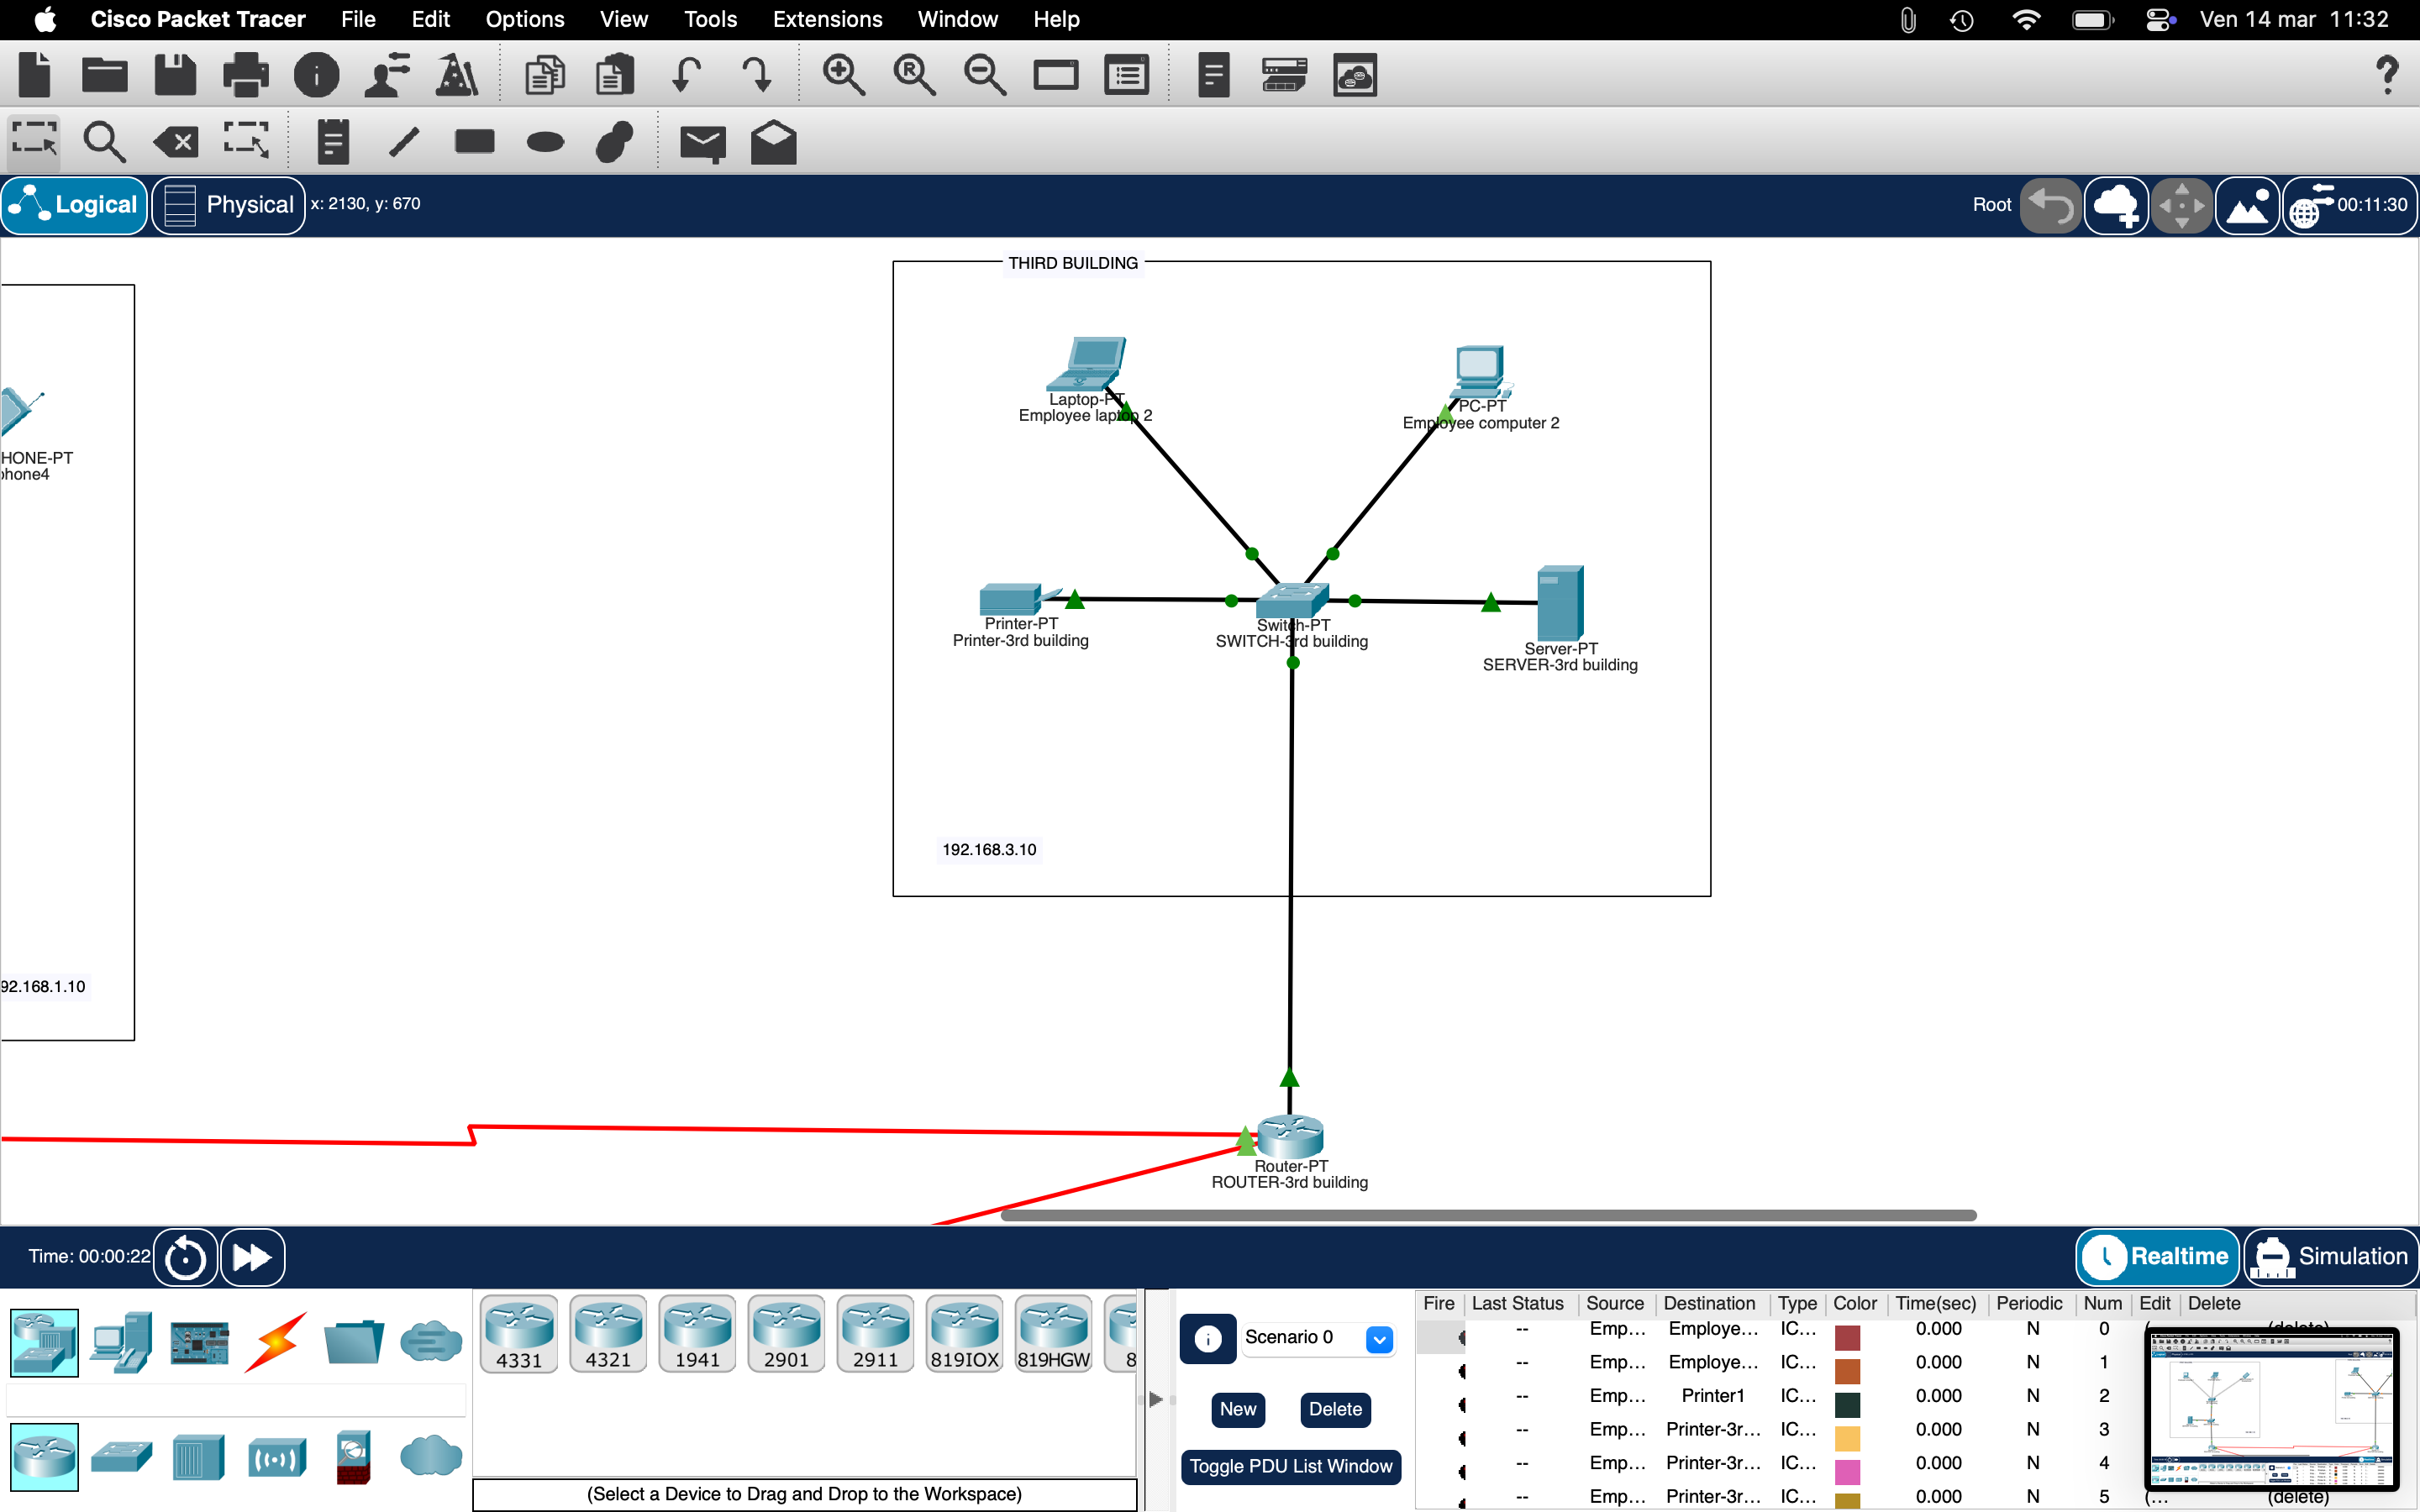 Cisco Packet Tracer File Edit Options View Tools Extensions Window Help Ven 14 mar 11:32
Logical Physical x: 2130, y: 670 Root 00:11:30
THIRD BUILDING
Laptop-PT
Employee laptop 2
PC-PT
Employee computer 2
HONE-PT
phone4
Printer-PT
Printer-3rd building
Switch-PT
SWITCH-3rd building
Server-PT
SERVER-3rd building
192.168.3.10
92.168.1.10
Router-PT
ROUTER-3rd building
Time: 00:00:22 Realtime Simulation
4331 4321 1941 2901 2911 819IOX 819HGW 8
(Select a Device to Drag and Drop to the Workspace)
Scenario 0
New Delete
Toggle PDU List Window
Fire Last Status Source Destination Type Color Time(sec) Periodic Num Edit Delete
-- Emp... Employe... IC... 0.000 N 0
-- Emp... Employe... IC... 0.000 N 1
-- Emp... Printer1 IC... 0.000 N 2
-- Emp... Printer-3r... IC... 0.000 N 3
-- Emp... Printer-3r... IC... 0.000 N 4
-- Emp... Printer-3r... IC... 0.000 N 5 (... (delete)